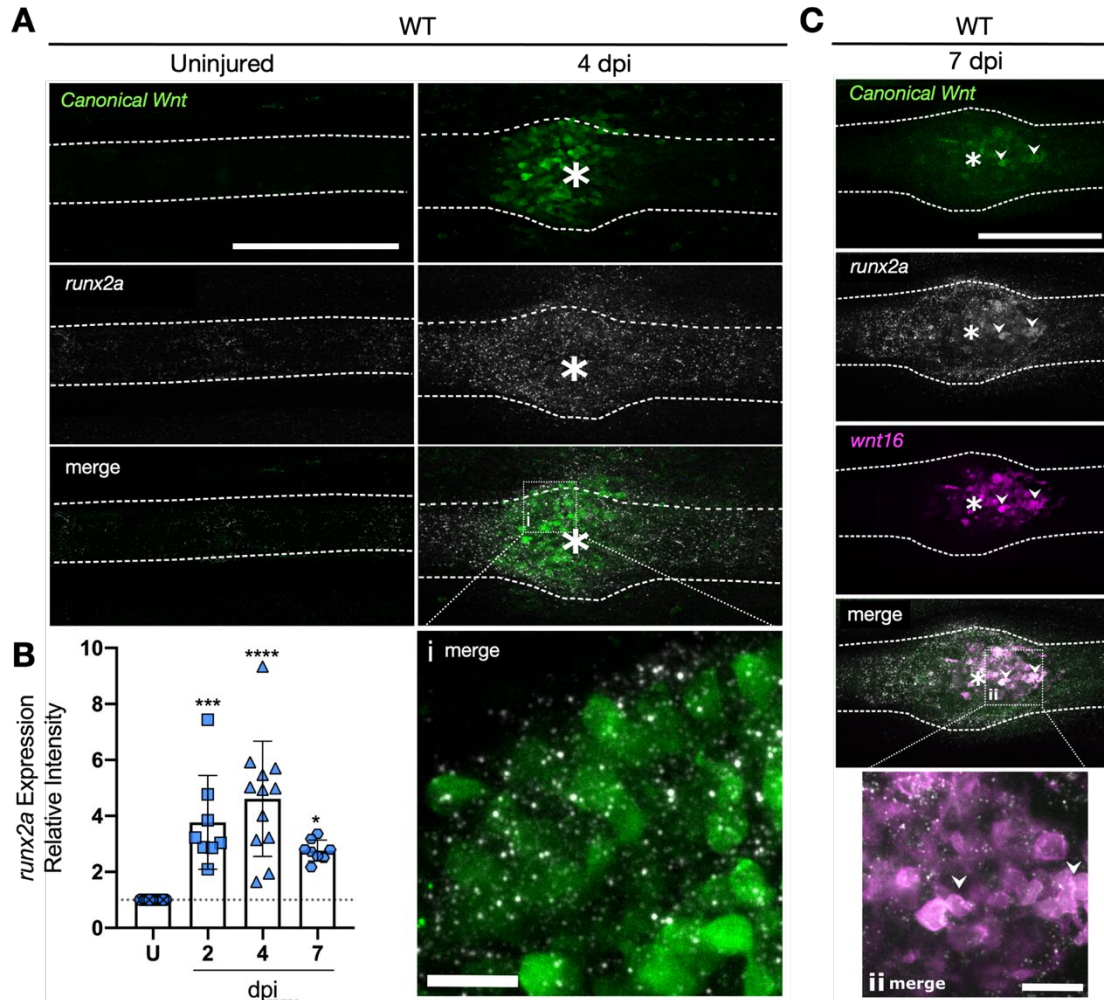 A
WT
Uninjured
4 dpi
Canonical Wnt
*
runx2a
*
merge
i
*
B
runx2a Expression
Relative Intensity
10
8
6
4
2
0
***
****
*
U
2
4
7
dpi
i merge
C
WT
7 dpi
Canonical Wnt
*
runx2a
*
wnt16
*
merge
*
ii
ii merge